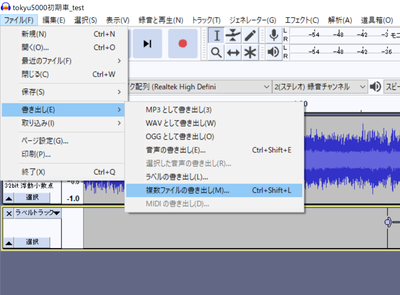 tokyu5000初期車_test
ファイル(F) 編集(E) 選択(S) 表示(V) 録音と再生(N) トラック(T) ジェネレーター(G) エフェクト(C) 解析(A) 道具箱(O)
新規(N) Ctrl+N
開く(O)... Ctrl+O
最近のファイル(F)
閉じる(C) Ctrl+W
保存(S)
書き出し(E)
取り込み(I)
ページ設定(G)...
印刷(P)...
終了(X) Ctrl+Q
L
R
-54 -48 -42
-54 -48 -42
ク配列 (Realtek High Defini
2(ステレオ) 録音チャンネル
MP3 として書き出し(3)
WAV として書き出し(W)
OGG として書き出し(O)
音声の書き出し(E)... Ctrl+Shift+E
選択した音声の書き出し(R)...
ラベルの書き出し(L)...
複数ファイルの書き出し(M)... Ctrl+Shift+L
MIDI の書き出し(D)...
32bit 浮動小数点
選択
-1.0
× ラベルトラック
選択